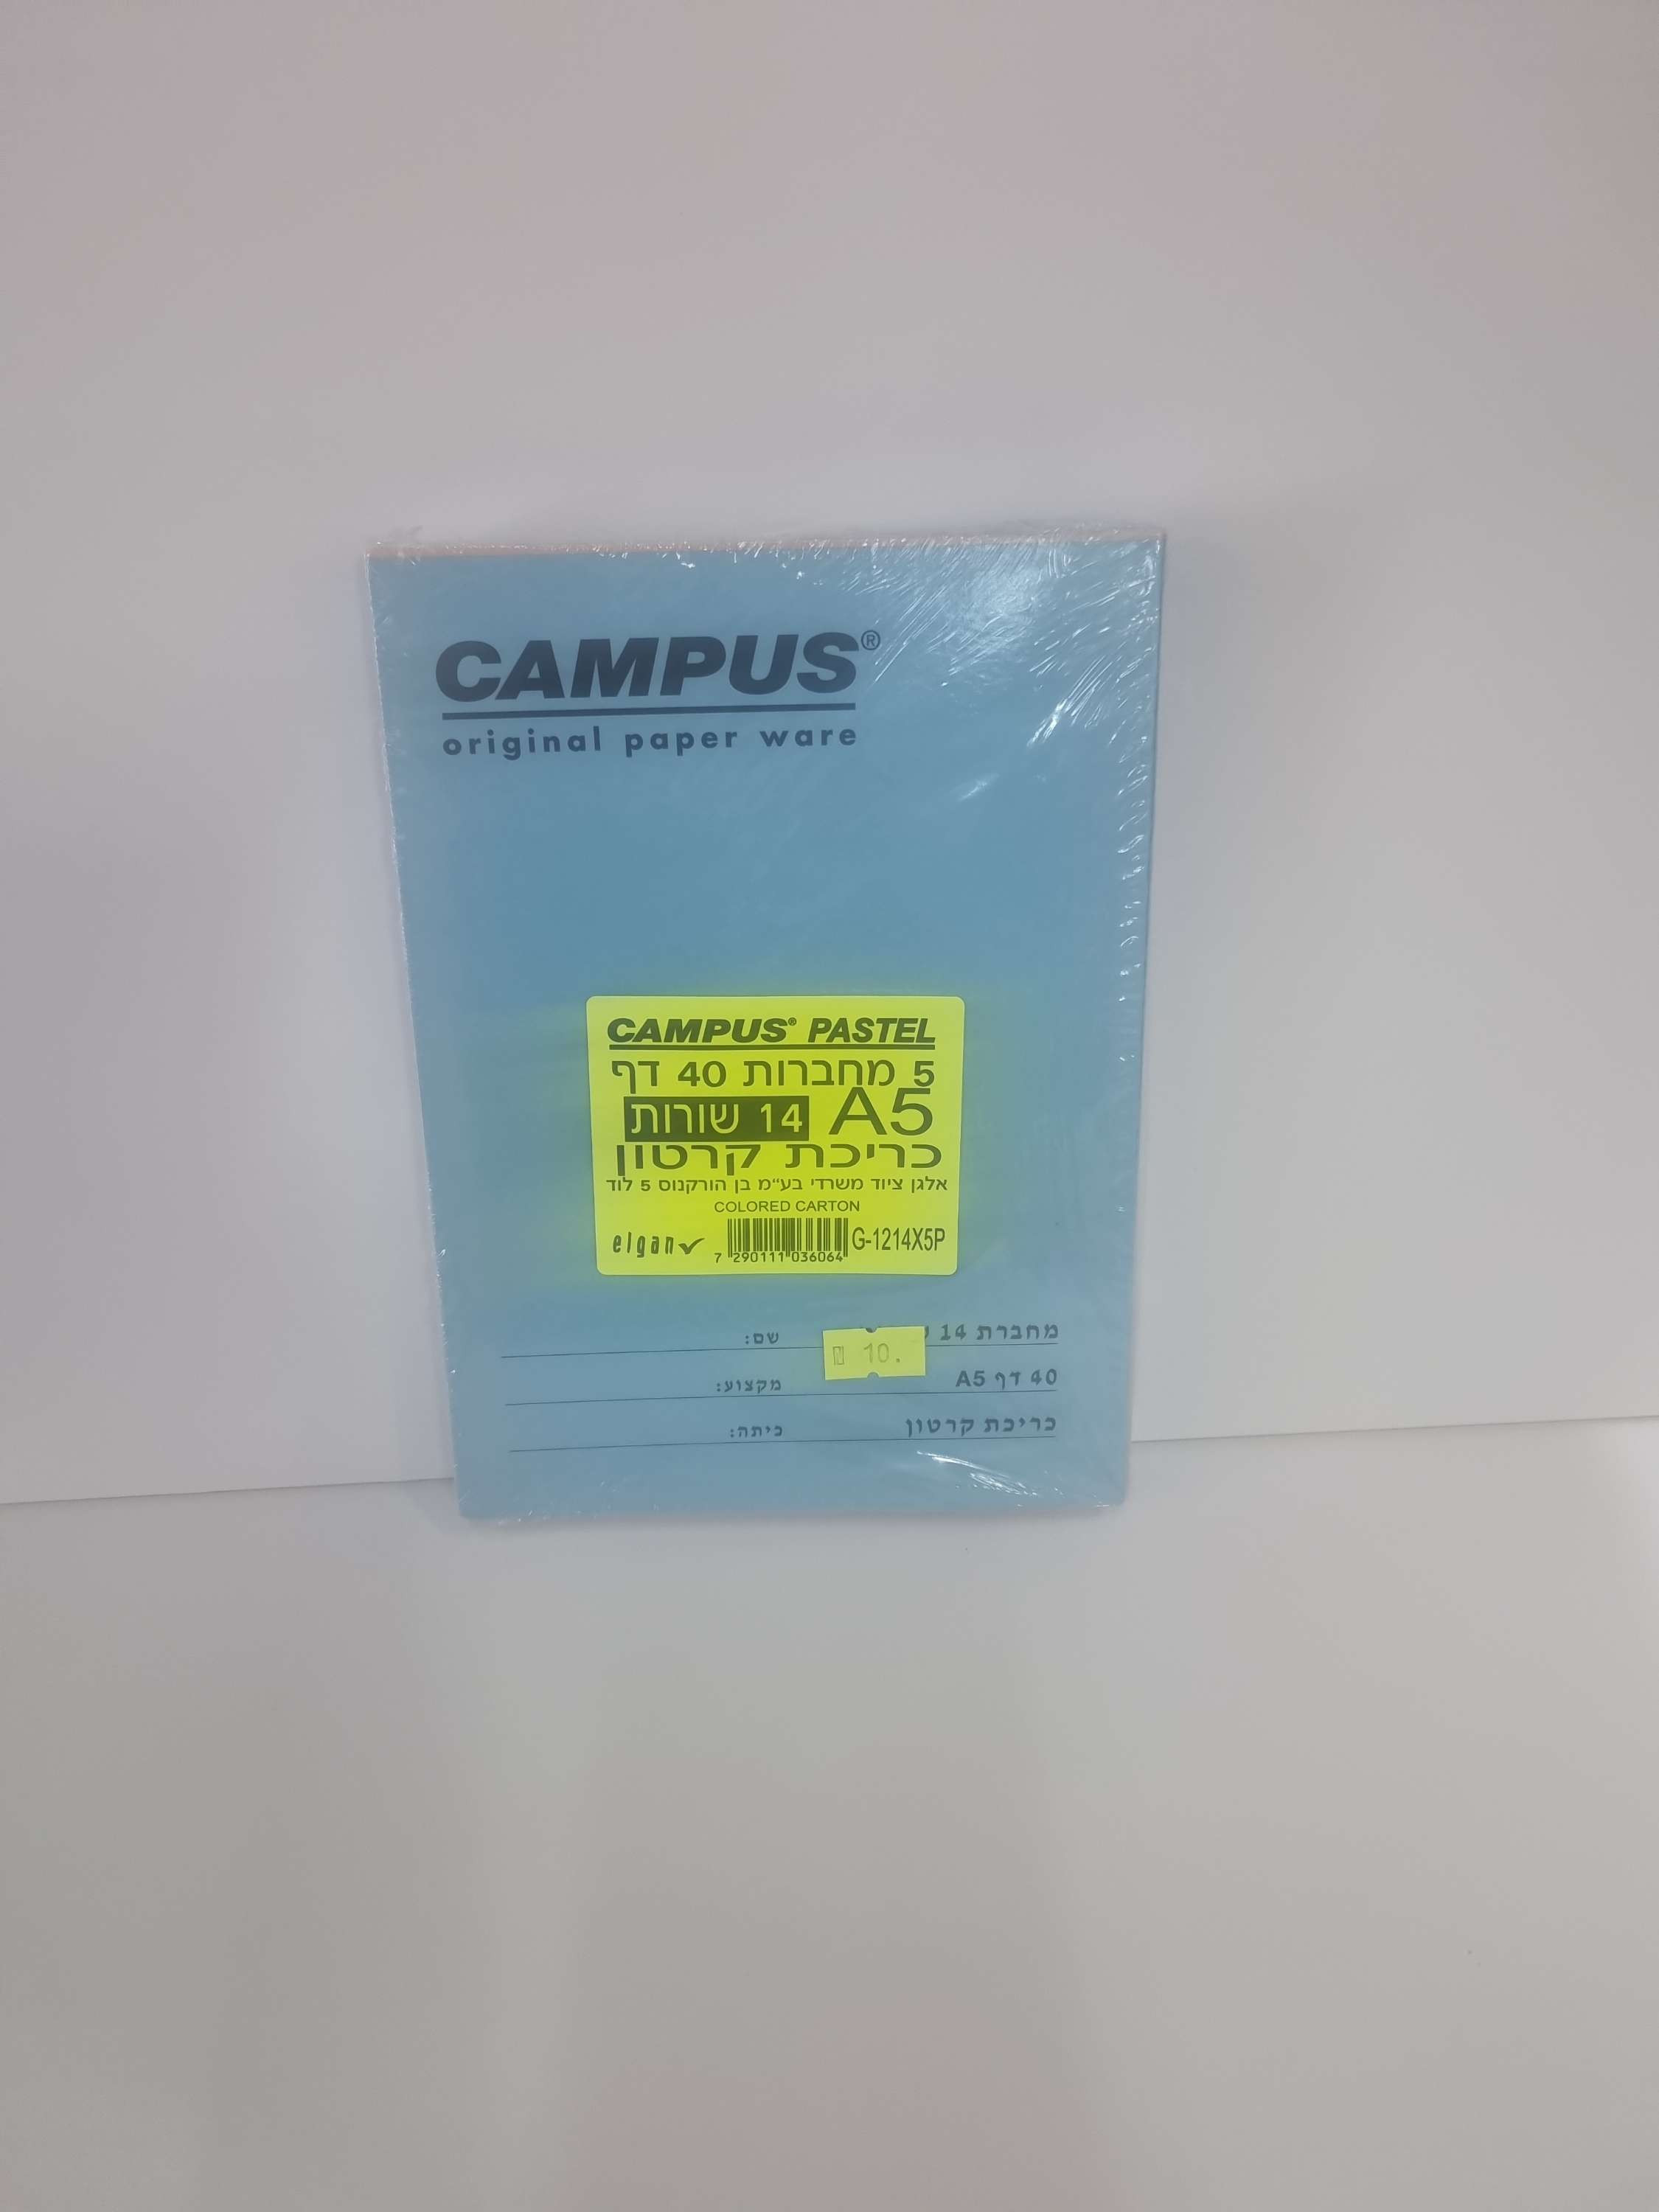 CAMPUS®
original paper ware
CAMPUS® PASTEL
5 מחברות 40 דף
A5 14 שורות
כריכת קרטון
אלגן ציוד משרדי בע״מ בן הורקנוס 5 לוד
COLORED CARTON
elgan
G-1214X5P
7 290111 036064
מחברת 14
שם:
₪ 10.
40 דף A5
מקצוע:
כריכת קרטון
כיתה: